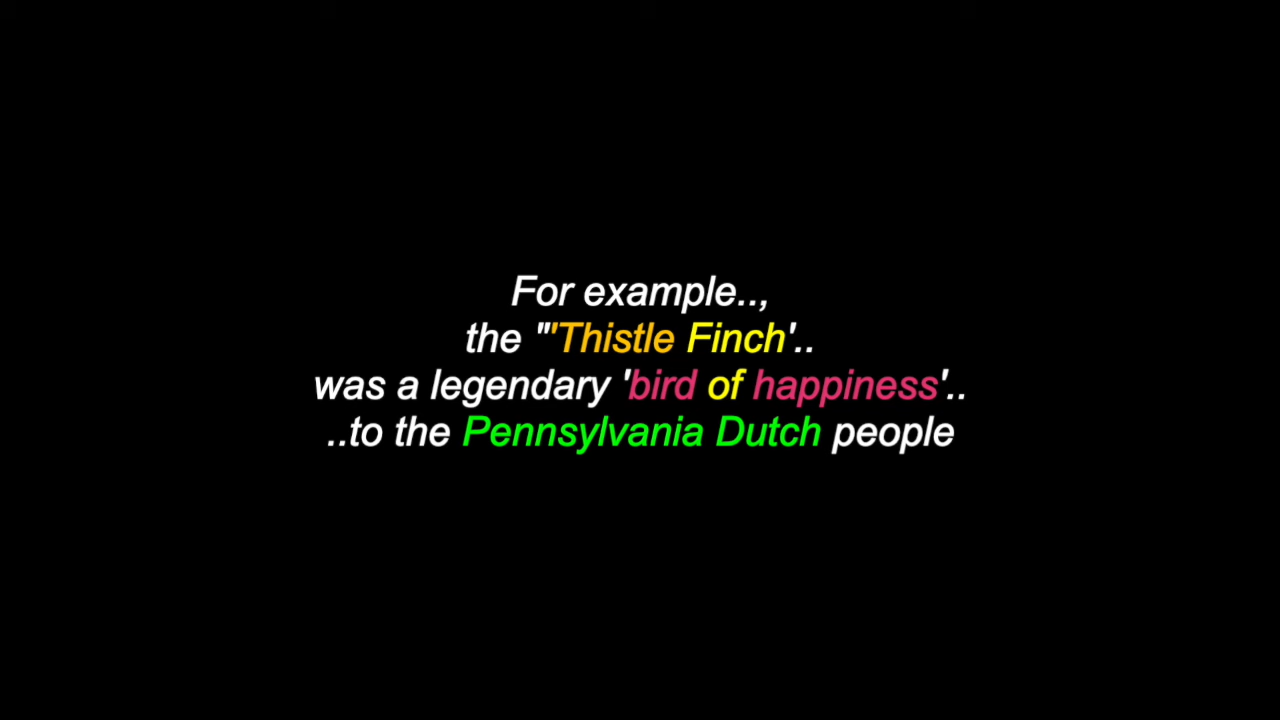 For example..,
the "'Thistle Finch'..
was a legendary 'bird of happiness'..
..to the Pennsylvania Dutch people